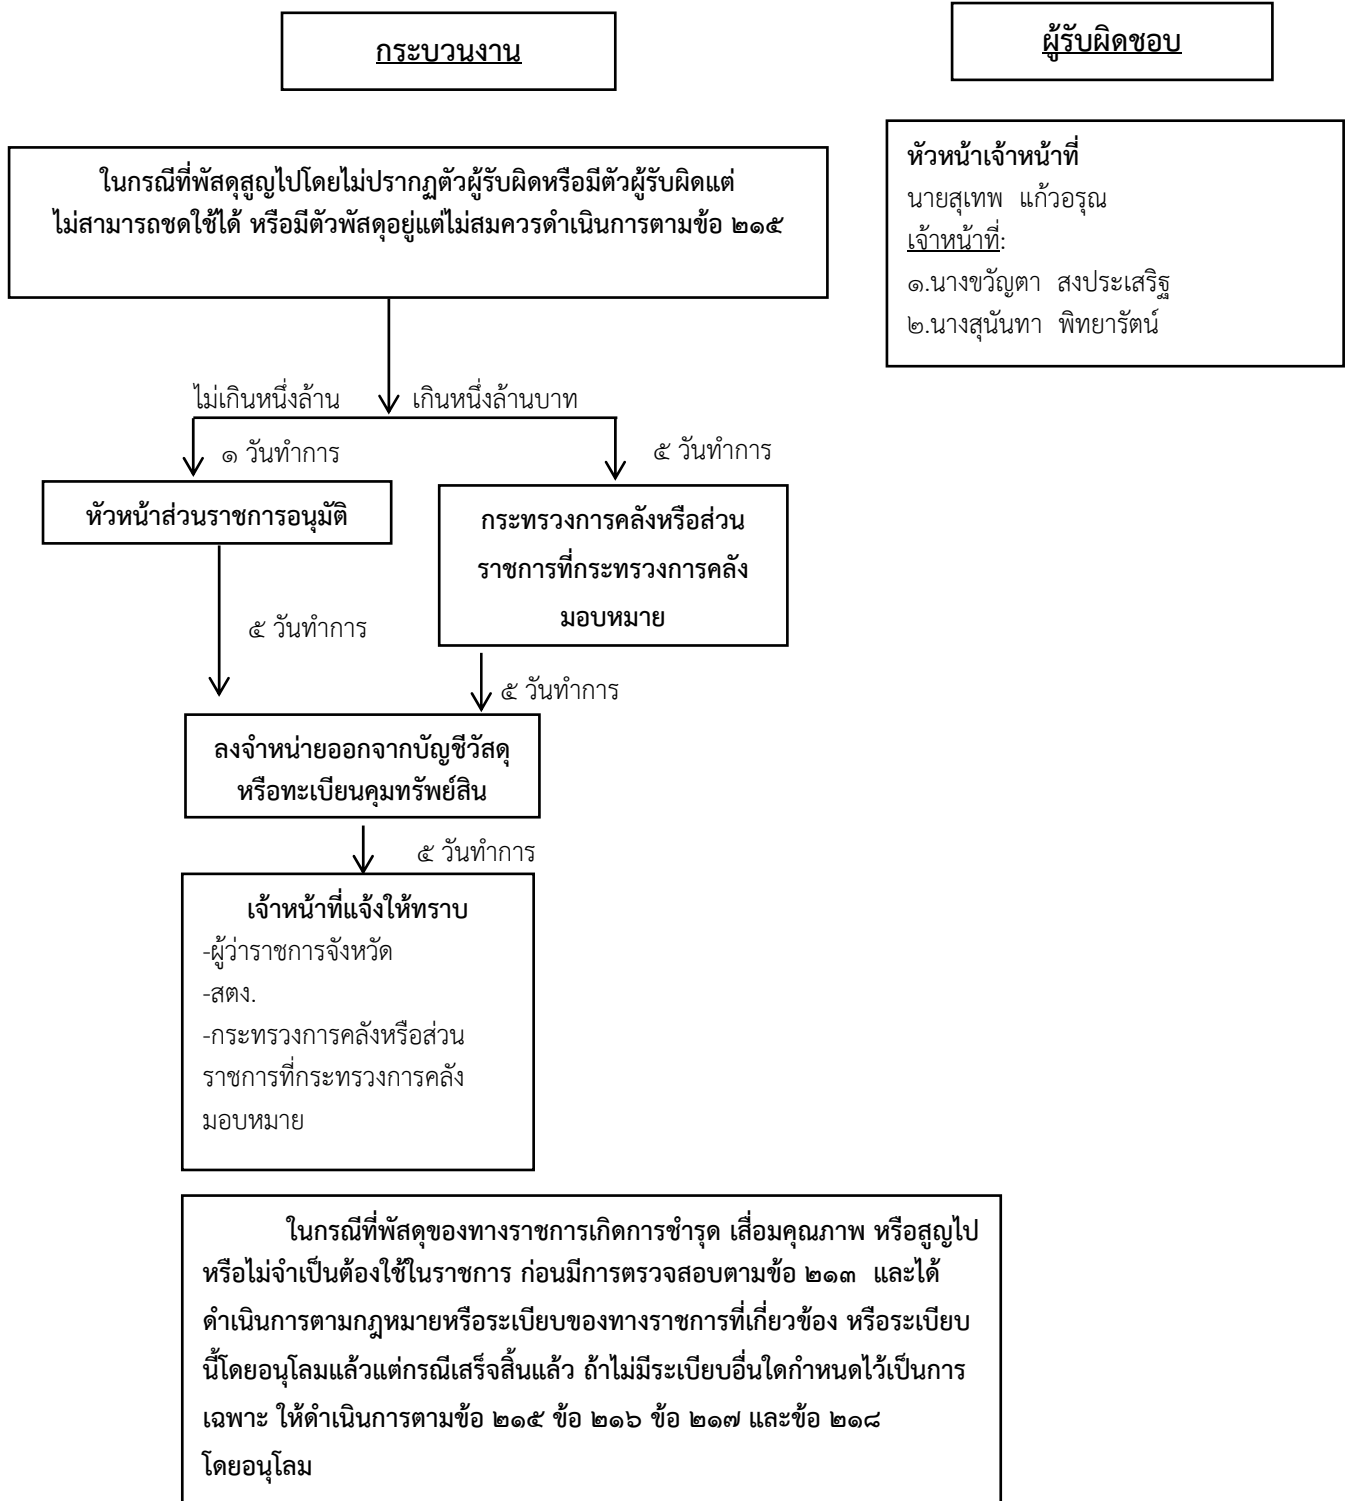 กระบวนงาน
ผู้รับผิดชอบ
ในกรณีที่พัสดุสูญไปโดยไม่ปรากฏตัวผู้รับผิดหรือมีตัวผู้รับผิดแต่
ไม่สามารถชดใช้ได้ หรือมีตัวพัสดุอยู่แต่ไม่สมควรดำเนินการตามข้อ ๒๑๕
หัวหน้าเจ้าหน้าที่
นายสุเทพ แก้วอรุณ
เจ้าหน้าที่:
๑.นางขวัญตา สงประเสริฐ
๒.นางสุนันทา พิทยารัตน์
ไม่เกินหนึ่งล้าน
เกินหนึ่งล้านบาท
๑ วันทำการ
๕ วันทำการ
หัวหน้าส่วนราชการอนุมัติ
กระทรวงการคลังหรือส่วน
ราชการที่กระทรวงการคลัง
มอบหมาย
๕ วันทำการ
๕ วันทำการ
ลงจำหน่ายออกจากบัญชีวัสดุ
หรือทะเบียนคุมทรัพย์สิน
๕ วันทำการ
เจ้าหน้าที่แจ้งให้ทราบ
-ผู้ว่าราชการจังหวัด
-สตง.
-กระทรวงการคลังหรือส่วน
ราชการที่กระทรวงการคลัง
มอบหมาย
ในกรณีที่พัสดุของทางราชการเกิดการชำรุด เสื่อมคุณภาพ หรือสูญไป
หรือไม่จำเป็นต้องใช้ในราชการ ก่อนมีการตรวจสอบตามข้อ ๒๑๓ และได้
ดำเนินการตามกฎหมายหรือระเบียบของทางราชการที่เกี่ยวข้อง หรือระเบียบ
นี้โดยอนุโลมแล้วแต่กรณีเสร็จสิ้นแล้ว ถ้าไม่มีระเบียบอื่นใดกำหนดไว้เป็นการ
เฉพาะ ให้ดำเนินการตามข้อ ๒๑๕ ข้อ ๒๑๖ ข้อ ๒๑๗ และข้อ ๒๑๘
โดยอนุโลม